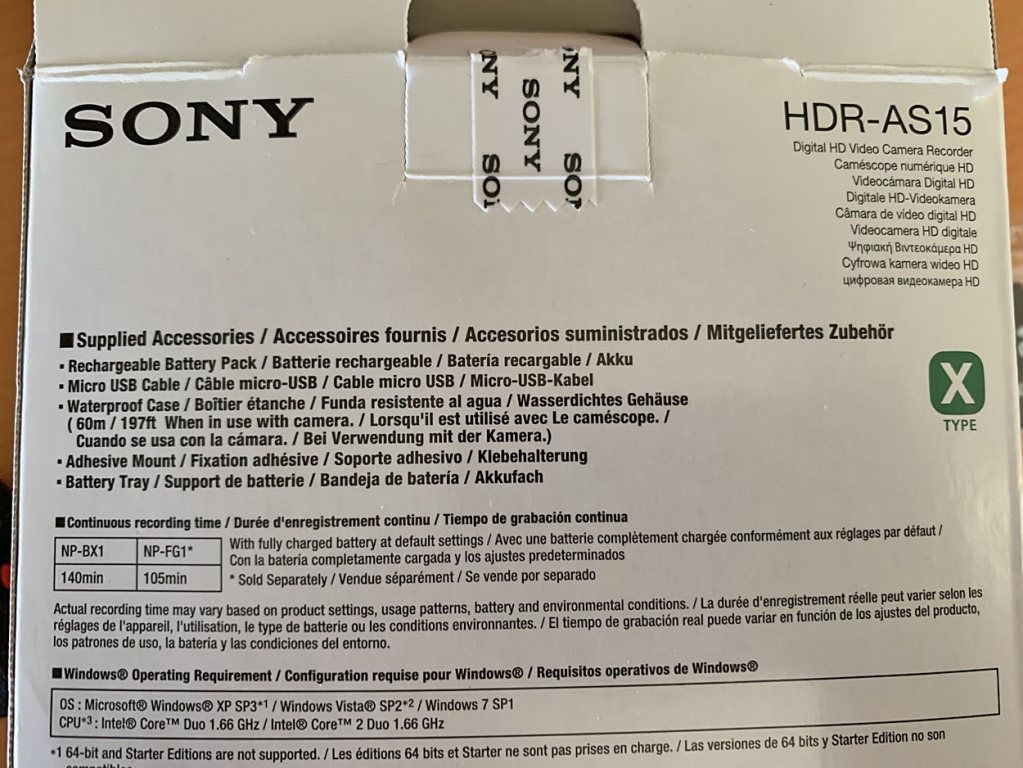 SONY
NY
SONY
NY
SO
SO
HDR-AS15
Digital HD Video Camera Recorder
Caméscope numérique HD
Videocámara Digital HD
Digitale HD-Videokamera
Câmara de vídeo digital HD
Videocamera HD digitale
Ψηφιακή Βιντεοκάμερα HD
Cyfrowa kamera wideo HD
цифровая видеокамера HD
■Supplied Accessories / Accessoires fournis / Accesorios suministrados / Mitgeliefertes Zubehör
▪ Rechargeable Battery Pack / Batterie rechargeable / Batería recargable / Akku
▪ Micro USB Cable / Câble micro-USB / Cable micro USB / Micro-USB-Kabel
▪ Waterproof Case / Boîtier étanche / Funda resistente al agua / Wasserdichtes Gehäuse
( 60m / 197ft When in use with camera. / Lorsqu'il est utilisé avec Le caméscope. /
Cuando se usa con la cámara. / Bei Verwendung mit der Kamera.)
▪ Adhesive Mount / Fixation adhésive / Soporte adhesivo / Klebehalterung
▪ Battery Tray / Support de batterie / Bandeja de batería / Akkufach
X
TYPE
■Continuous recording time / Durée d'enregistrement continu / Tiempo de grabación continua
NP-BX1 NP-FG1*
140min 105min
With fully charged battery at default settings / Avec une batterie complètement chargée conformément aux réglages par défaut /
Con la batería completamente cargada y los ajustes predeterminados
* Sold Separately / Vendue séparément / Se vende por separado
Actual recording time may vary based on product settings, usage patterns, battery and environmental conditions. / La durée d'enregistrement réelle peut varier selon les
réglages de l'appareil, l'utilisation, le type de batterie ou les conditions environnantes. / El tiempo de grabación real puede variar en función de los ajustes del producto,
los patrones de uso, la batería y las condiciones del entorno.
■Windows® Operating Requirement / Configuration requise pour Windows® / Requisitos operativos de Windows®
OS : Microsoft® Windows® XP SP3*1 / Windows Vista® SP2*2 / Windows 7 SP1
CPU*3 : Intel® Core™ Duo 1.66 GHz / Intel® Core™ 2 Duo 1.66 GHz
*1 64-bit and Starter Editions are not supported. / Les éditions 64 bits et Starter ne sont pas prises en charge. / Las versiones de 64 bits y Starter Edition no son